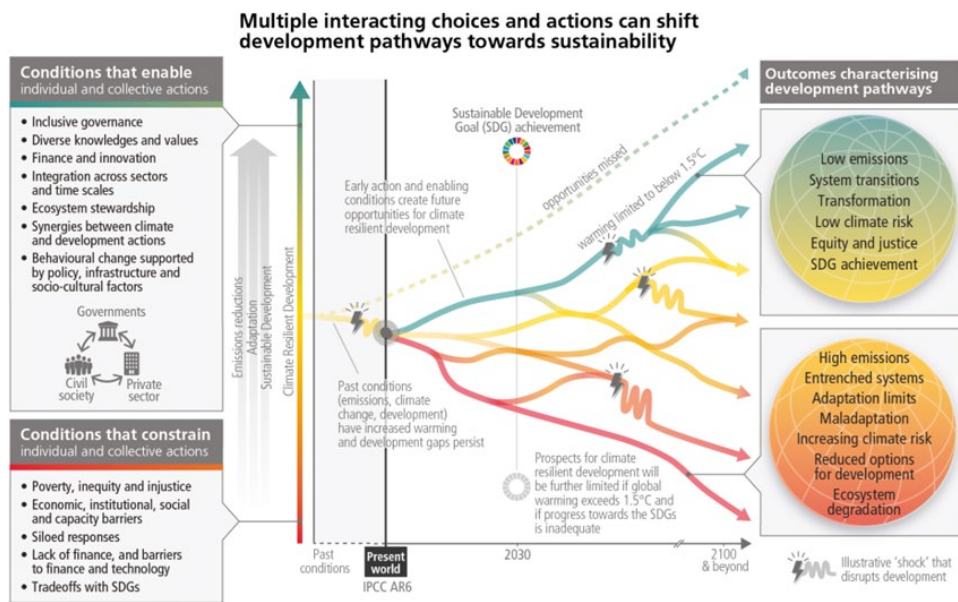 Multiple interacting choices and actions can shift
development pathways towards sustainability
Conditions that enable
individual and collective actions
• Inclusive governance
• Diverse knowledges and values
• Finance and innovation
• Integration across sectors
and time scales
• Ecosystem stewardship
• Synergies between climate
and development actions
• Behavioural change supported
by policy, infrastructure and
socio-cultural factors
Governments
Civil
society
Private
sector
Conditions that constrain
individual and collective actions
• Poverty, inequity and injustice
• Economic, institutional, social
and capacity barriers
• Siloed responses
• Lack of finance, and barriers
to finance and technology
• Tradeoffs with SDGs
Emissions reductions
Adaptation
Sustainable Development
Climate Resilient Development
Sustainable Development
Goal (SDG) achievement
Early action and enabling
conditions create future
opportunities for climate
resilient development
opportunities missed
warming limited to below 1.5°C
Past conditions
(emissions, climate
change, development)
have increased warming
and development gaps persist
Prospects for climate
resilient development will
be further limited if global
warming exceeds 1.5°C and
if progress towards the SDGs
is inadequate
Past
conditions
Present
world
IPCC AR6
2030
2100
& beyond
Outcomes characterising
development pathways
Low emissions
System transitions
Transformation
Low climate risk
Equity and justice
SDG achievement
High emissions
Entrenched systems
Adaptation limits
Maladaptation
Increasing climate risk
Reduced options
for development
Ecosystem
degradation
Illustrative 'shock' that
disrupts development